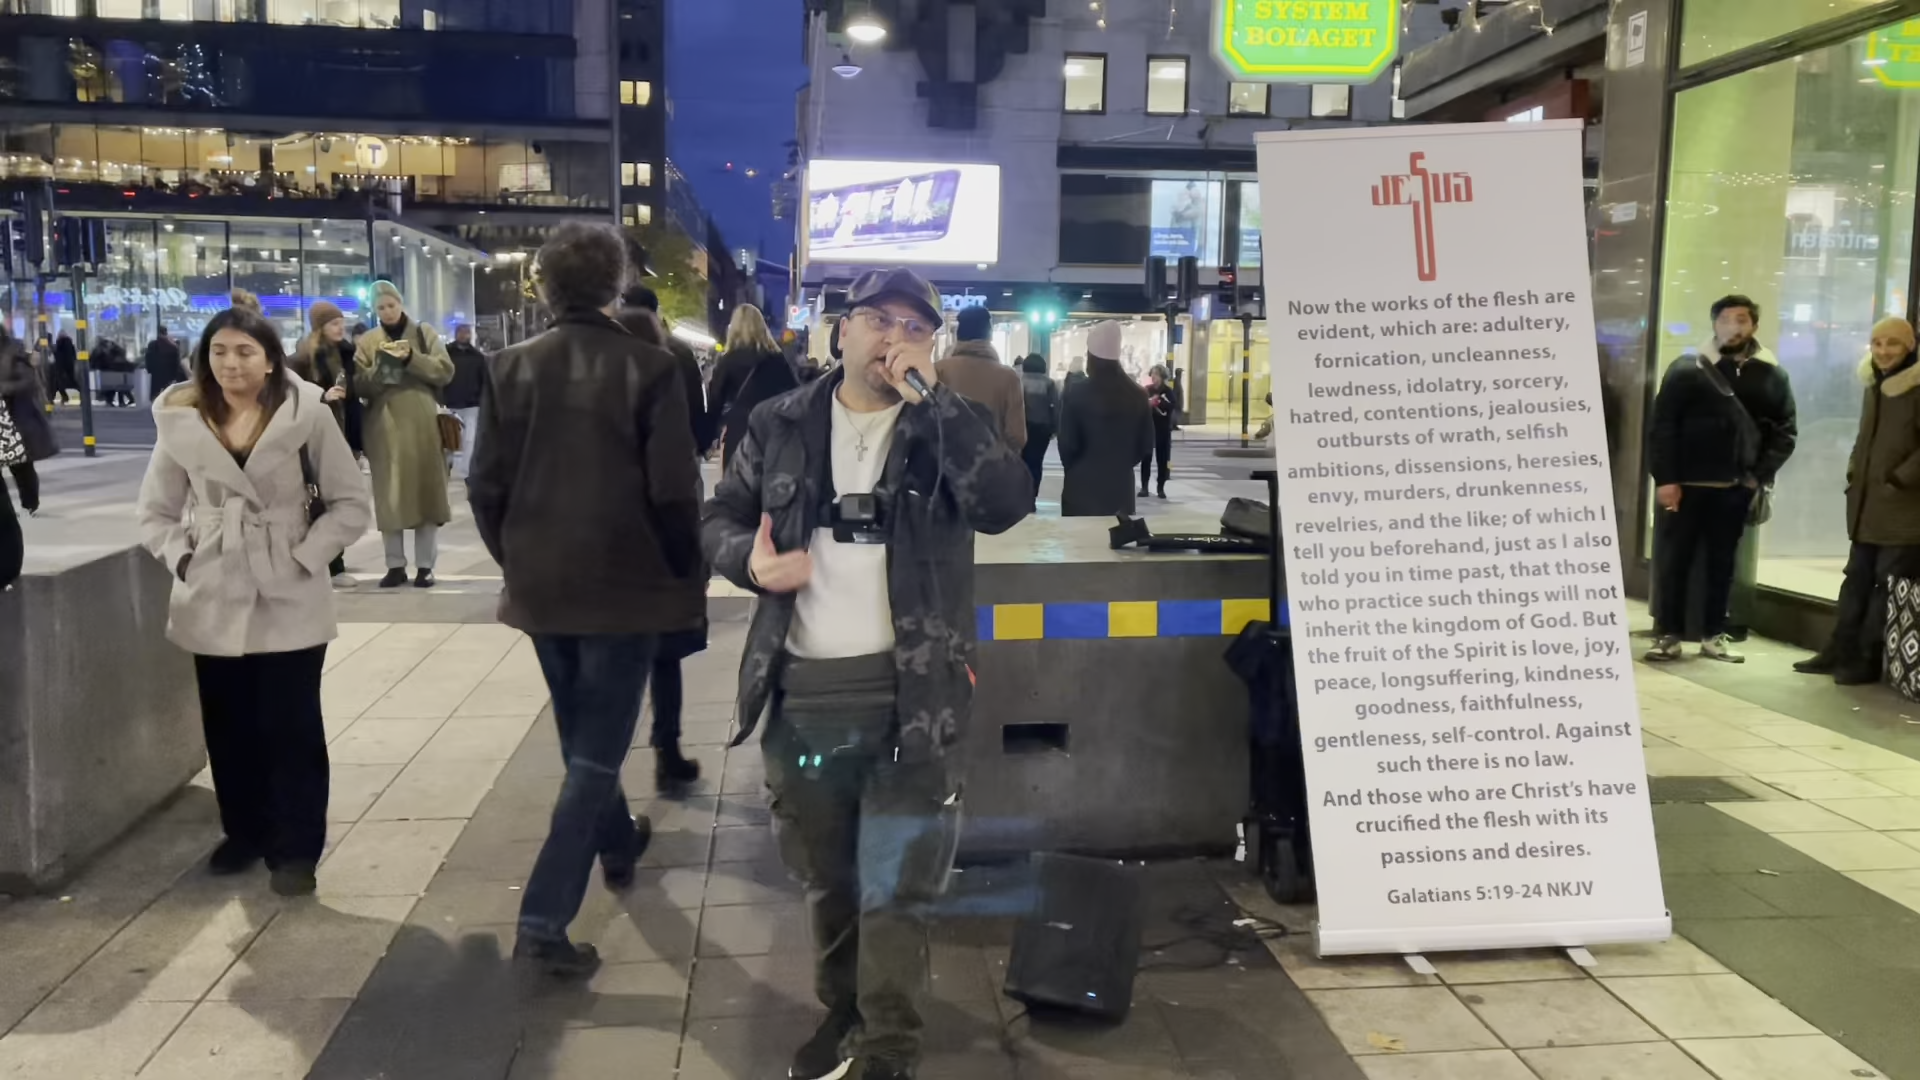 SYSTEM
BOLAGET
T
PORT
JESUS
Now the works of the flesh are
evident, which are: adultery,
fornication, uncleanness,
lewdness, idolatry, sorcery,
hatred, contentions, jealousies,
outbursts of wrath, selfish
ambitions, dissensions, heresies,
envy, murders, drunkenness,
revelries, and the like; of which I
tell you beforehand, just as I also
told you in time past, that those
who practice such things will not
inherit the kingdom of God. But
the fruit of the Spirit is love, joy,
peace, longsuffering, kindness,
goodness, faithfulness,
gentleness, self-control. Against
such there is no law.
And those who are Christ's have
crucified the flesh with its
passions and desires.
Galatians 5:19-24 NKJV